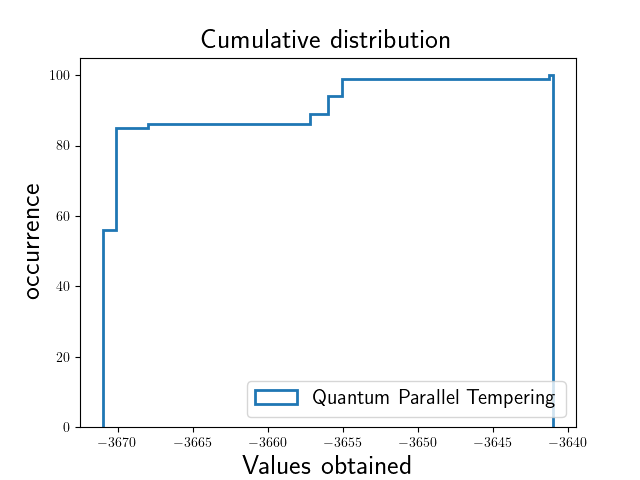 Cumulative distribution
100
80
60
40
20
0
occurrence
Quantum Parallel Tempering
−3670 −3665 −3660 −3655 −3650 −3645 −3640
Values obtained